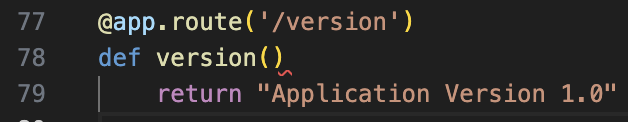 77 @app.route('/version')
78 def version()
79     return "Application Version 1.0"